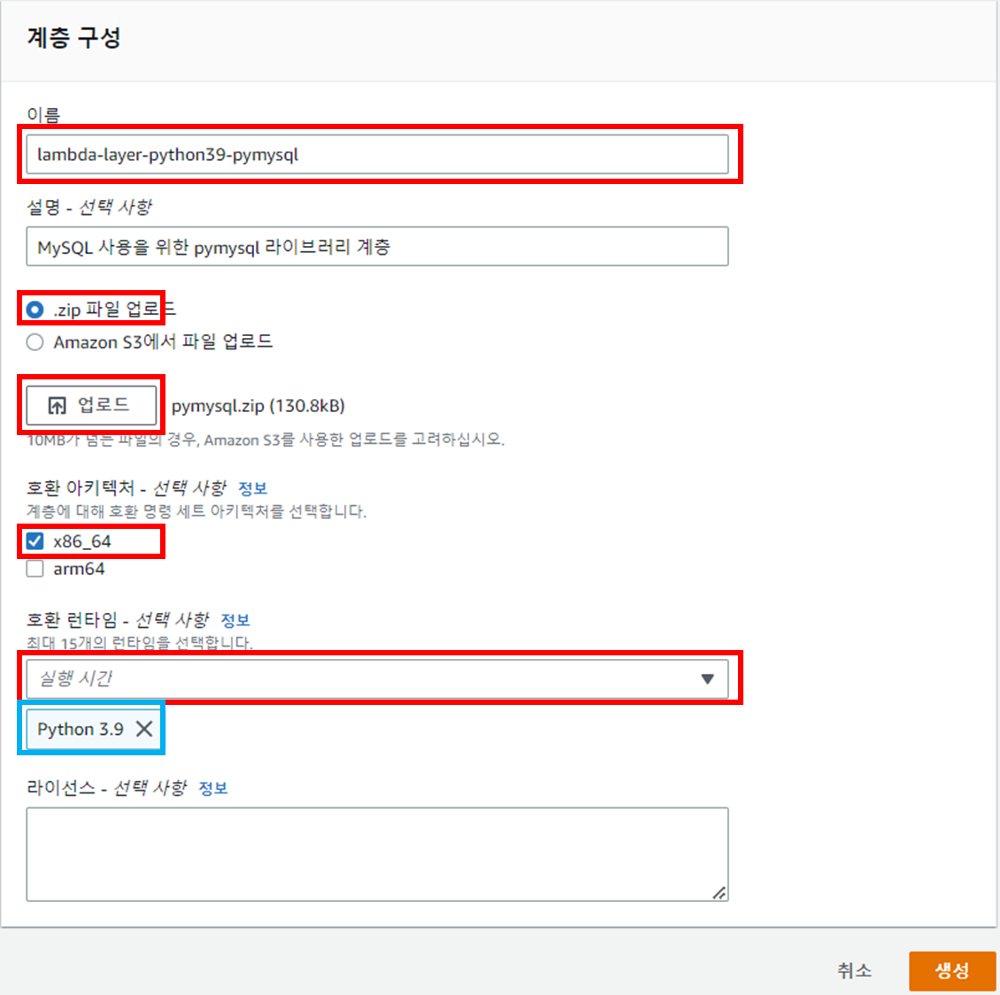 계층 구성
이름
lambda-layer-python39-pymysql
설명 - 선택 사항
MySQL 사용을 위한 pymysql 라이브러리 계층
.zip 파일 업로드
Amazon S3에서 파일 업로드
업로드 pymysql.zip (130.8kB)
10MB가 넘는 파일의 경우, Amazon S3를 사용한 업로드를 고려하십시오.
호환 아키텍처 - 선택 사항 정보
계층에 대해 호환 명령 세트 아키텍처를 선택합니다.
x86_64
arm64
호환 런타임 - 선택 사항 정보
최대 15개의 런타임을 선택합니다.
실행 시간
Python 3.9
라이선스 - 선택 사항 정보
취소 생성